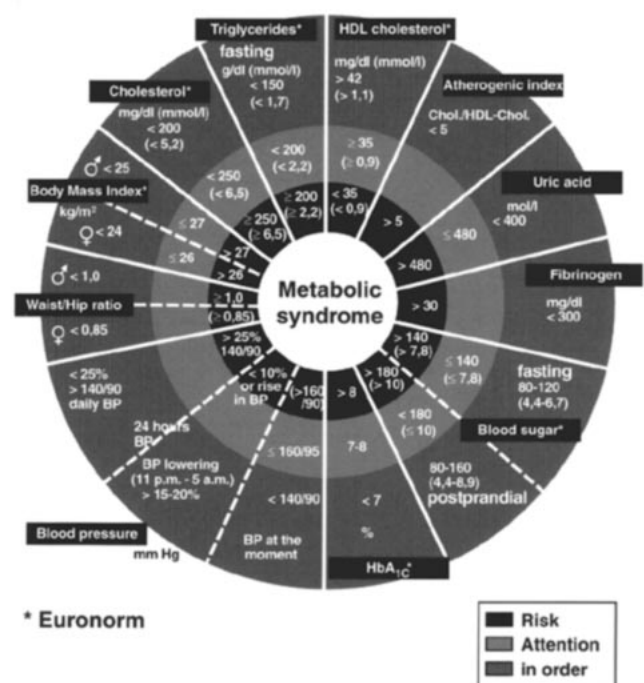 Triglycerides*
fasting
g/dl (mmol/l)
< 150
(< 1,7)
< 200
(< 2,2)
≥ 200
(≥ 2,2)
HDL cholesterol*
mg/dl (mmol/l)
> 42
(> 1,1)
≥ 35
(≥ 0,9)
< 35
(< 0,9)
Atherogenic index
Chol./HDL-Chol.
< 5
> 5
Uric acid
mol/l
< 400
≤ 480
> 480
Fibrinogen
mg/dl
< 300
> 30
fasting
80-120
(4,4-6,7)
≤ 140
(≤ 7,8)
> 140
(> 7,8)
Blood sugar*
80-160
(4,4-8,9)
postprandial
< 180
(≤ 10)
> 180
(> 10)
HbA1C*
%
< 7
7-8
> 8
BP at the
moment
< 140/90
≤ 160/95
(>160
/90)
Blood pressure
mm Hg
24 hours
BP
BP lowering
(11 p.m. - 5 a.m.)
> 15-20%
< 10%
or rise
in BP
< 25%
> 140/90
daily BP
> 25%
140/90
Waist/Hip ratio
♂ < 1,0
♀ < 0,85
≥ 1,0
(≥ 0,85)
Body Mass Index*
kg/m²
♂ < 25
♀ < 24
≤ 27
≤ 26
≥ 27
> 26
Cholesterol*
mg/dl (mmol/l)
< 200
(< 5,2)
< 250
(< 6,5)
≥ 250
(≥ 6,5)
Metabolic
syndrome
* Euronorm
Risk
Attention
in order